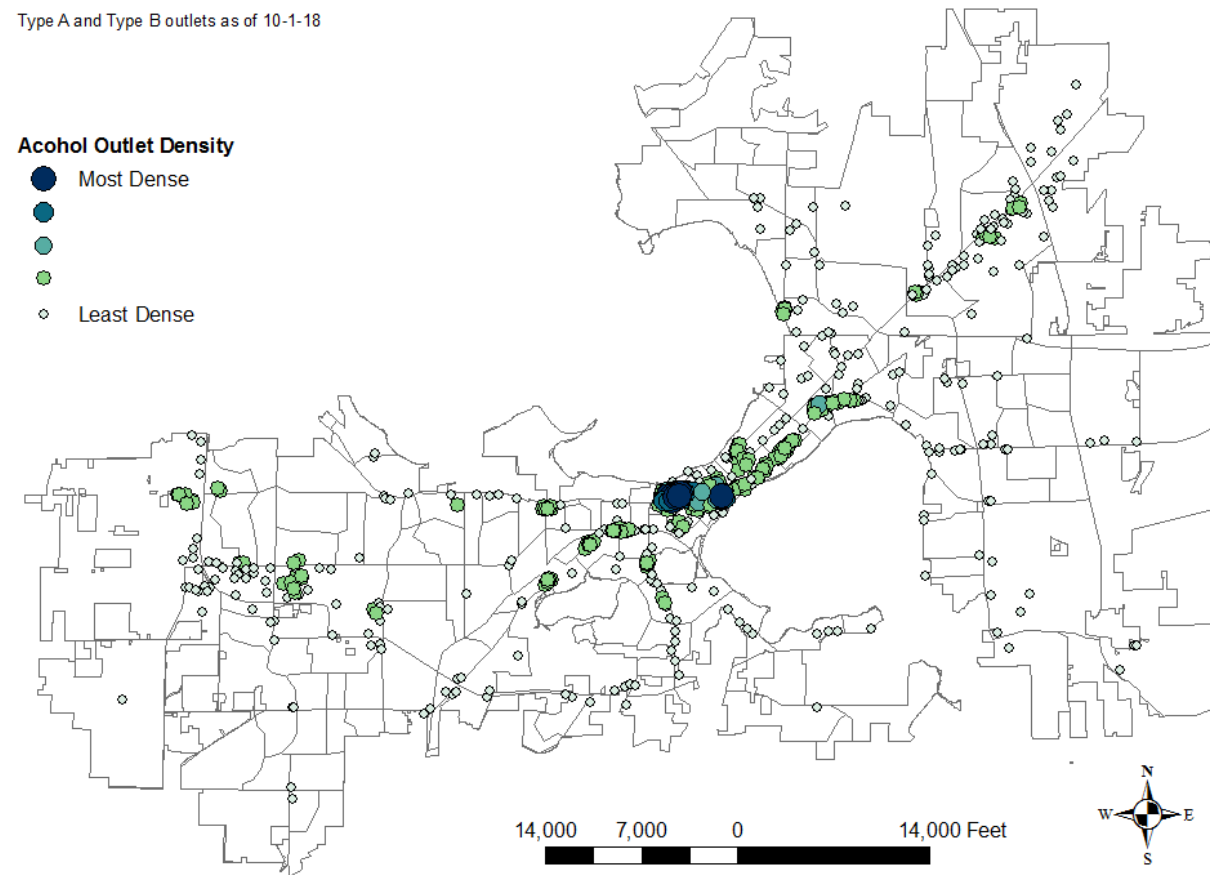 Type A and Type B outlets as of 10-1-18
Acohol Outlet Density
Most Dense
Least Dense
N
W E
S
14,000 7,000 0 14,000 Feet